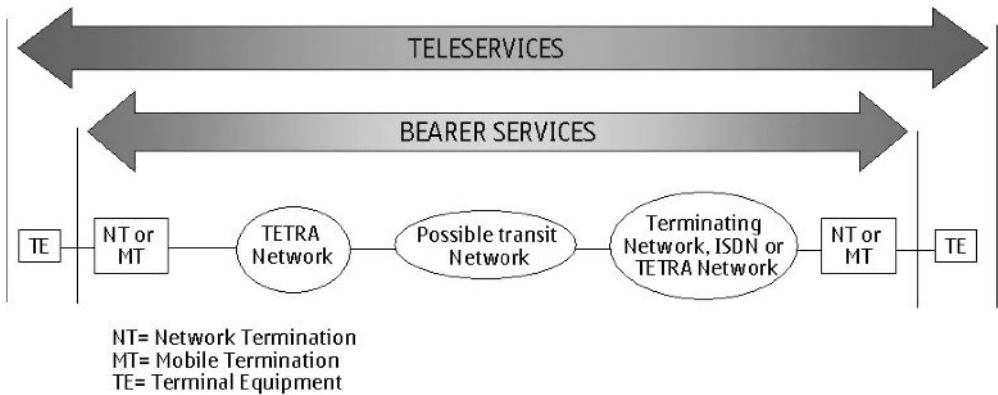 TELESERVICES
BEARER SERVICES
TE
NT or
MT
TETRA
Network
Possible transit
Network
Terminating
Network, ISDN or
TETRA Network
NT or
MT
TE
NT= Network Termination
MT= Mobile Termination
TE= Terminal Equipment